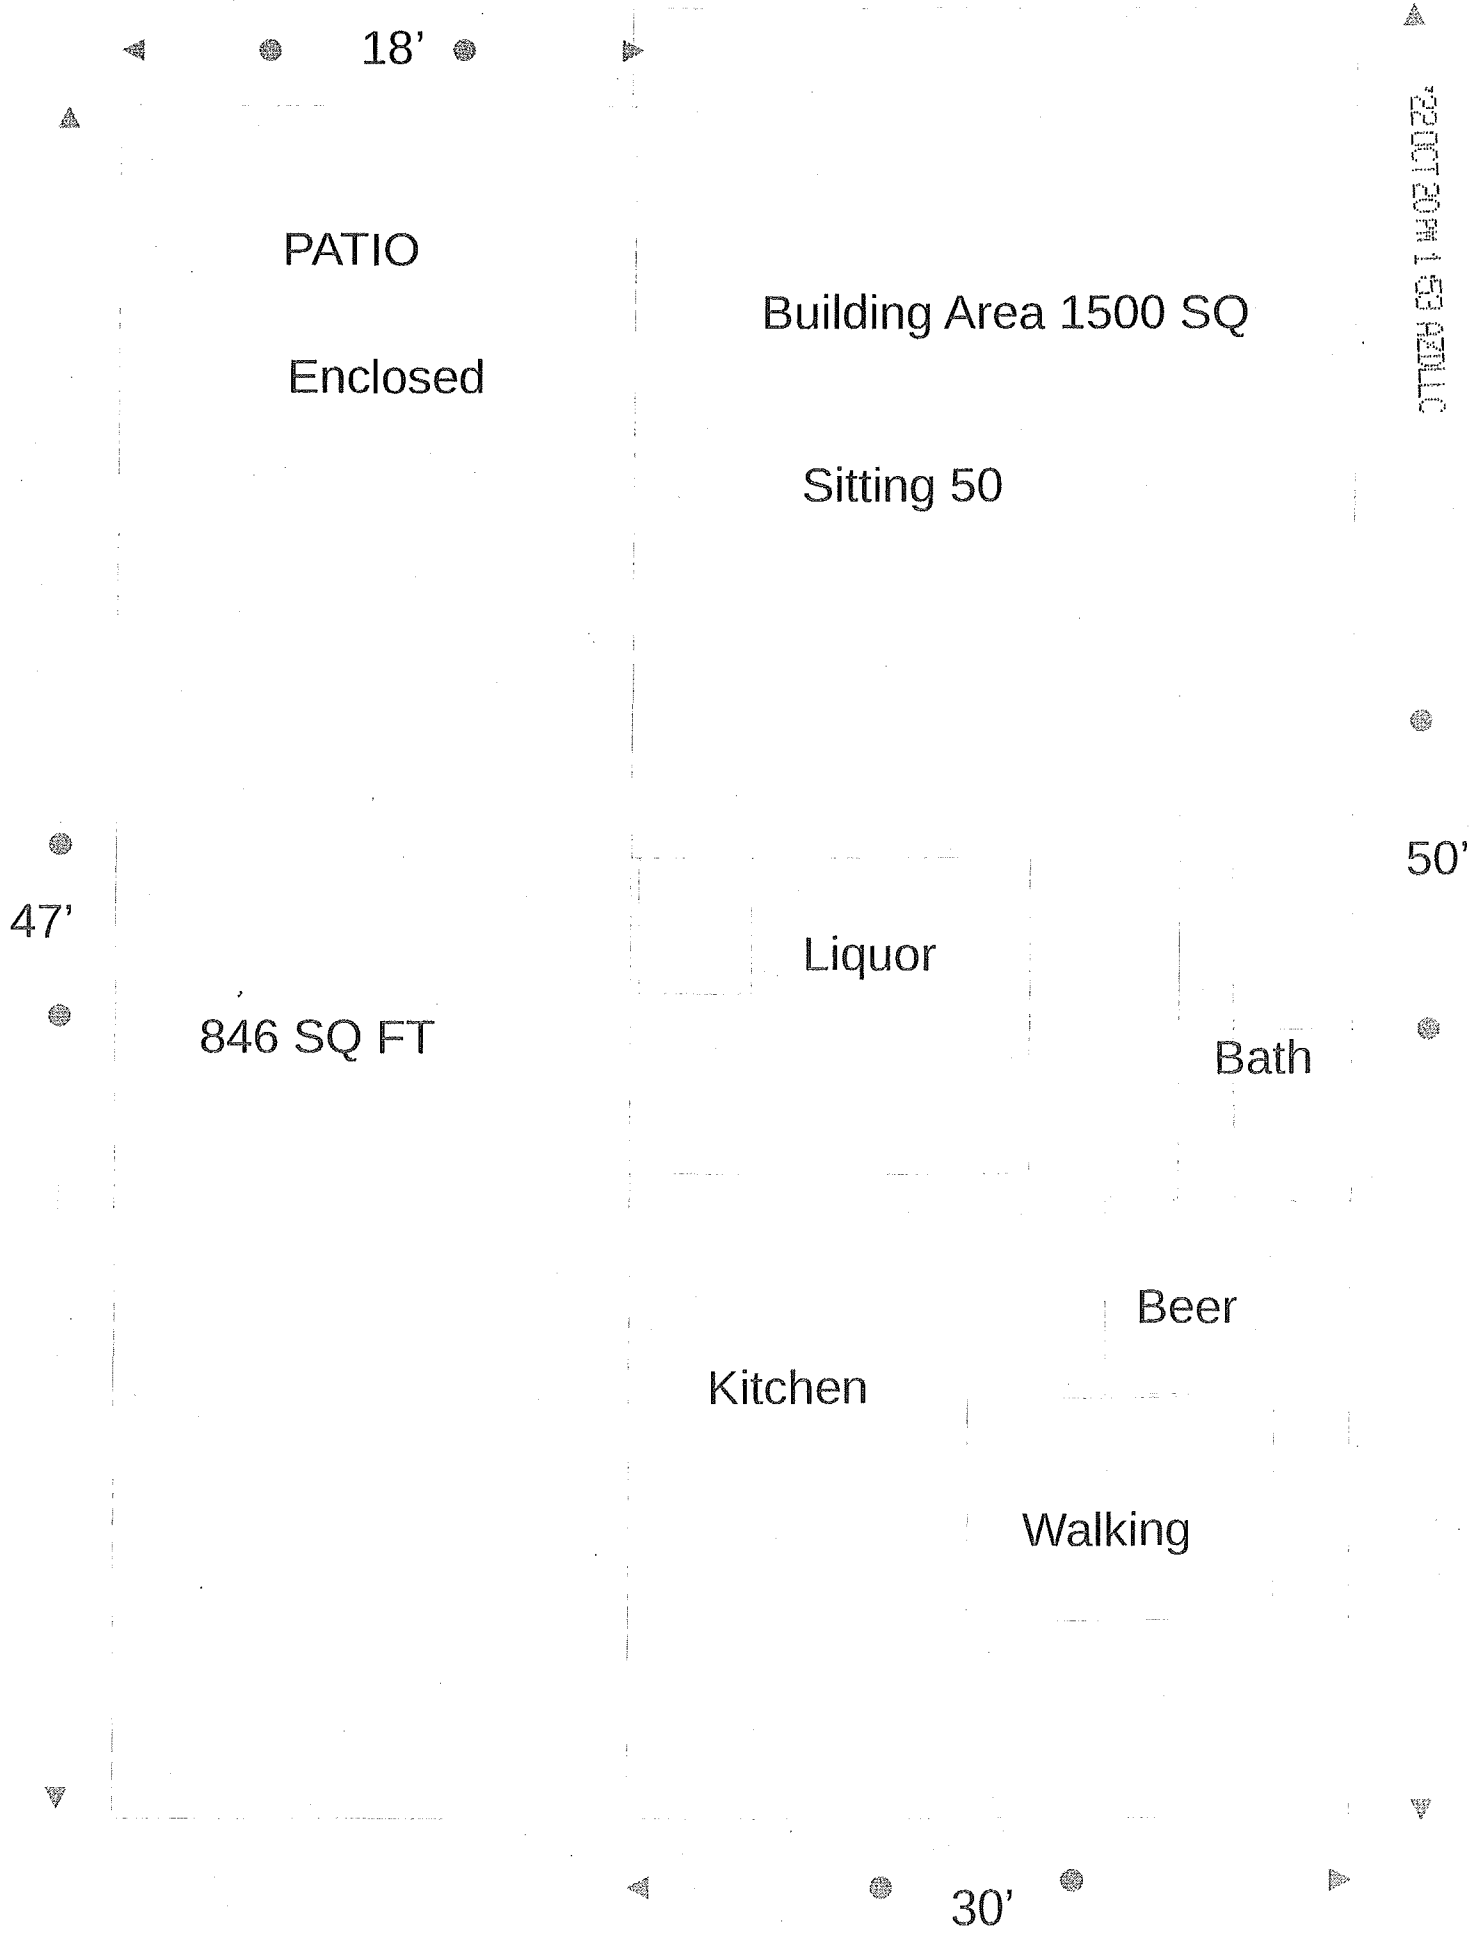 18’
'22 OCT 20 PM 1:53 AZDLLC
PATIO
Building Area 1500 SQ
Enclosed
Sitting 50
50’
47’
Liquor
846 SQ FT
Bath
Beer
Kitchen
Walking
30’